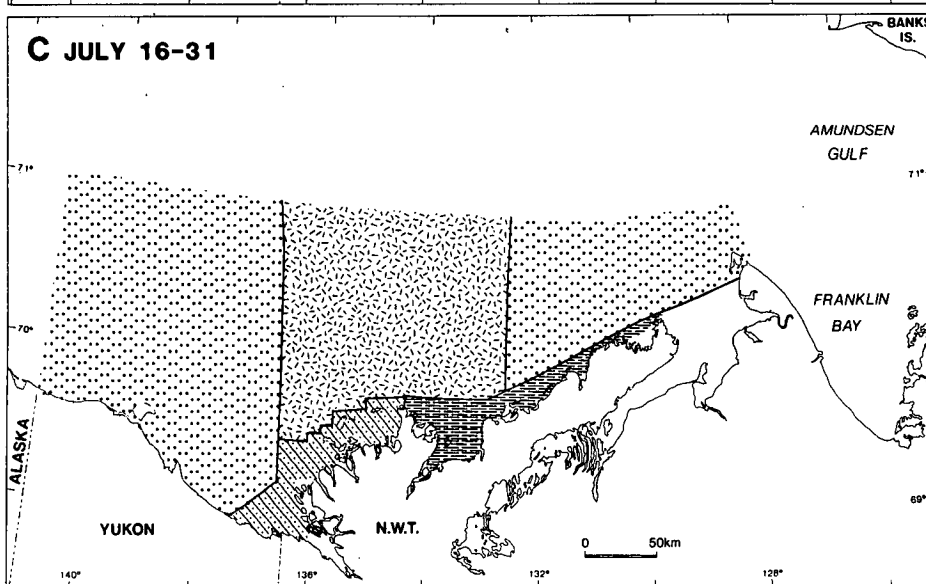 C JULY 16-31
BANKS
IS.
AMUNDSEN
GULF
71°
71°
FRANKLIN
BAY
70°
ALASKA
69°
YUKON
N.W.T.
0 50km
140°
136°
132°
128°